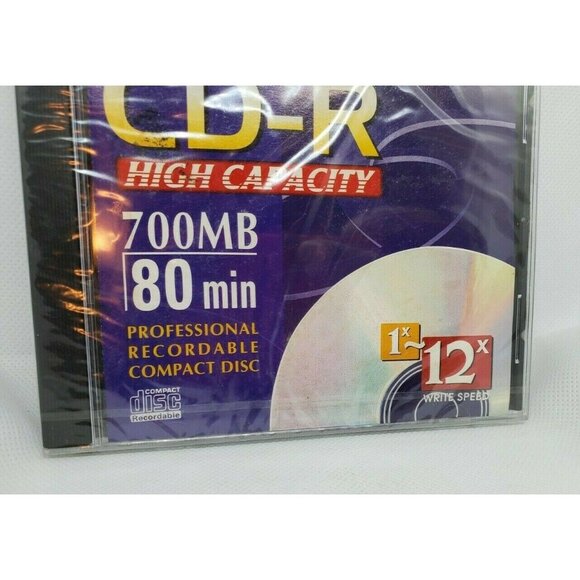 CD-R
HIGH CAPACITY
700MB
80 min
PROFESSIONAL
RECORDABLE
COMPACT DISC
COMPACT
disc
Recordable
1x~12x
WRITE SPEED